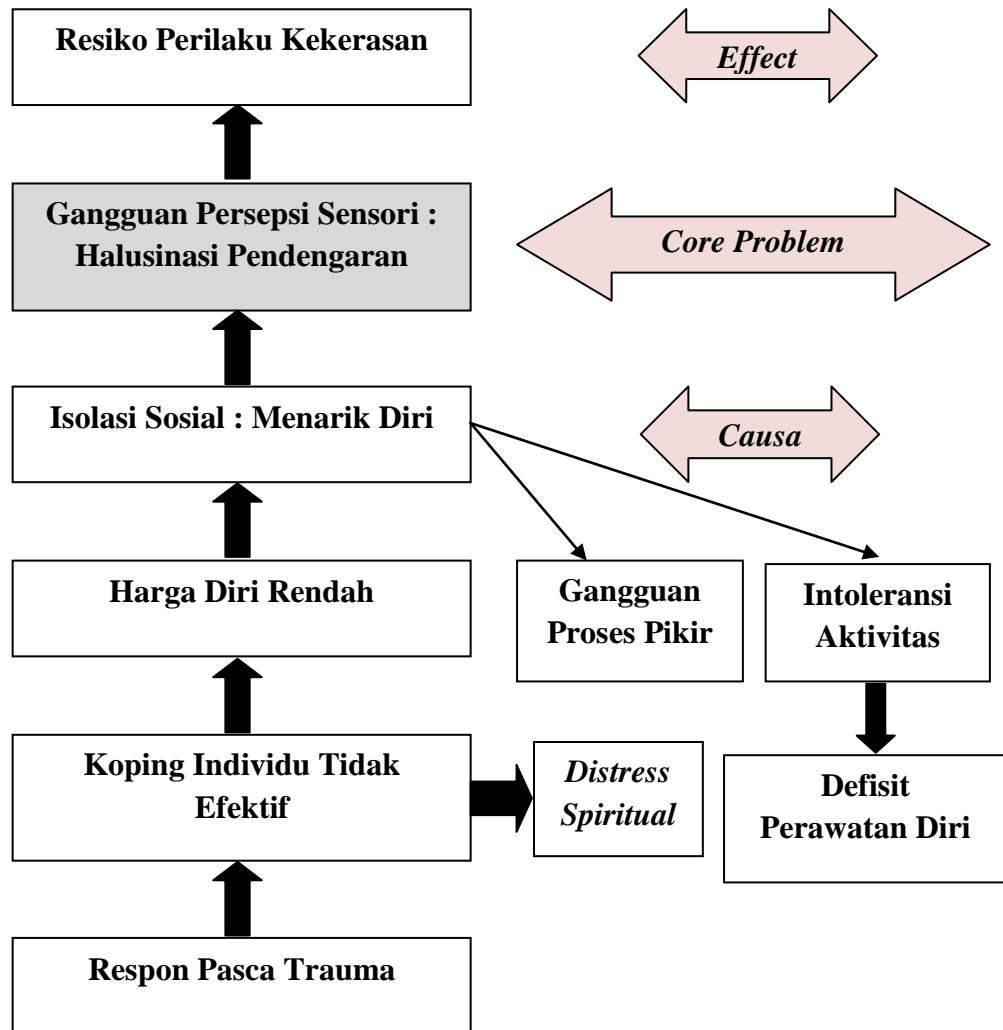 Resiko Perilaku Kekerasan
Effect
Gangguan Persepsi Sensori :
Halusinasi Pendengaran
Core Problem
Isolasi Sosial : Menarik Diri
Causa
Harga Diri Rendah
Gangguan
Proses Pikir
Intoleransi
Aktivitas
Koping Individu Tidak
Efektif
Distress
Spiritual
Defisit
Perawatan Diri
Respon Pasca Trauma